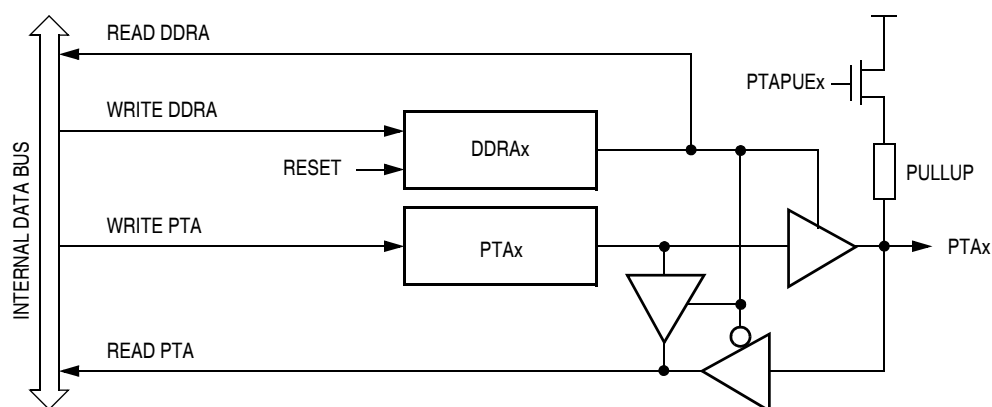 READ DDRA
PTAPUEx
WRITE DDRA
DDRAx
RESET
PULLUP
INTERNAL DATA BUS
WRITE PTA
PTAx
PTAx
READ PTA